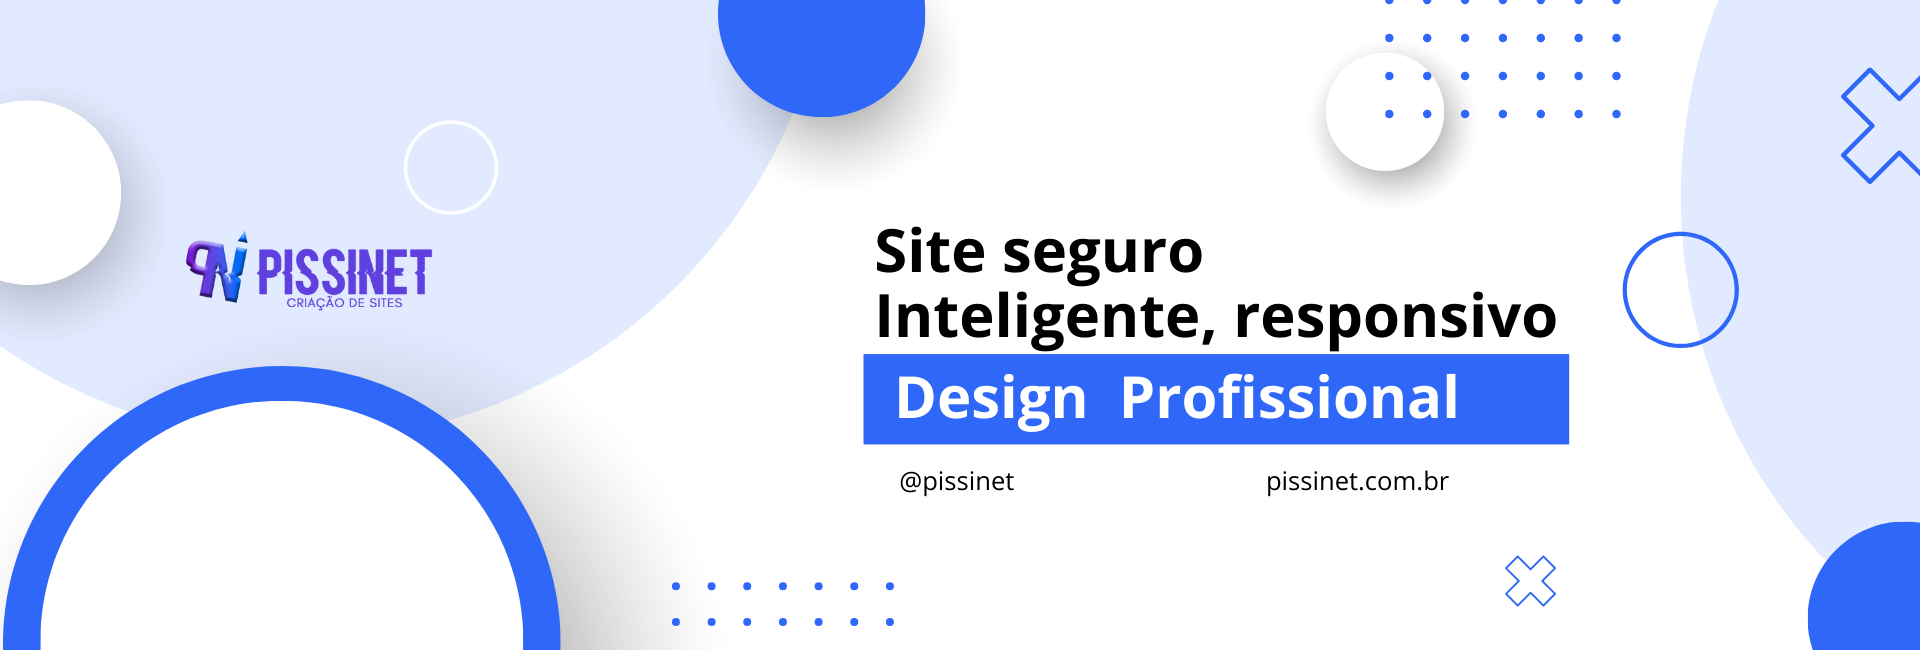 PISSINET
CRIAÇÃO DE SITES
Site seguro
Inteligente, responsivo
Design Profissional
@pissinet
pissinet.com.br